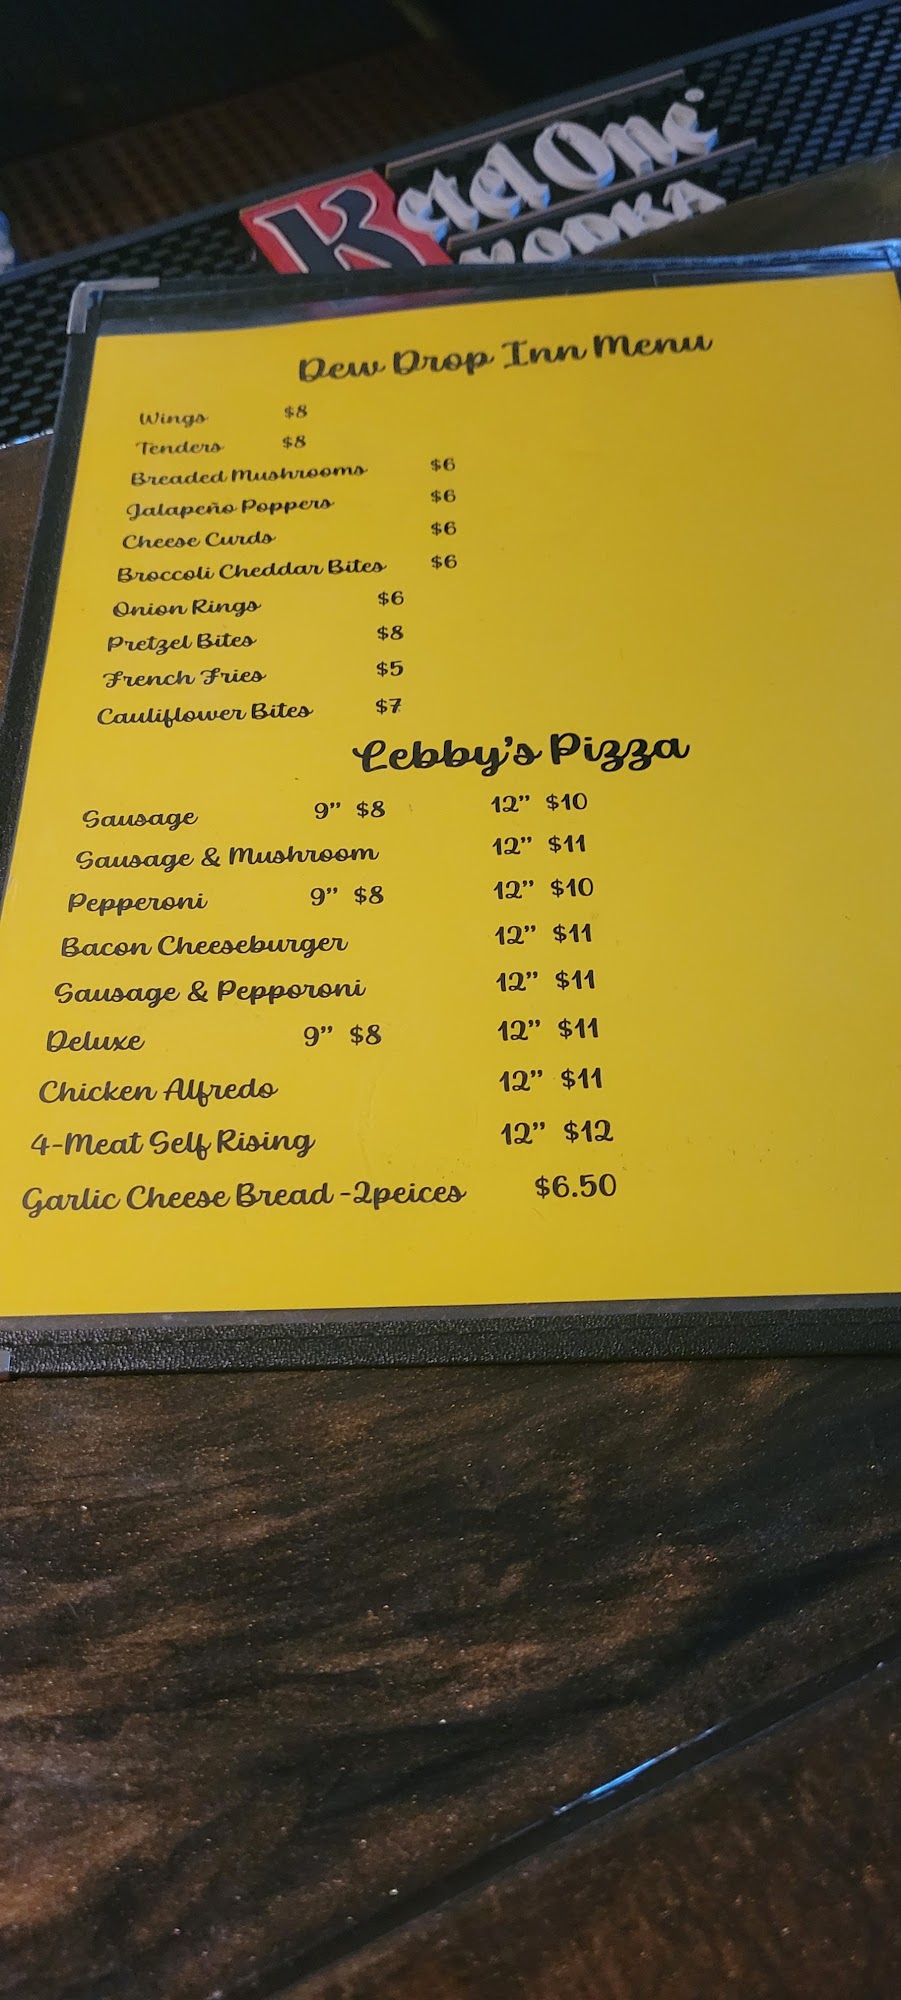 Ketel One
VODKA
Dew Drop Inn Menu
Wings $8
Tenders $8
Breaded Mushrooms $6
Jalapeño Poppers $6
Cheese Curds $6
Broccoli Cheddar Bites $6
Onion Rings $6
Pretzel Bites $8
French Fries $5
Cauliflower Bites $7
Lebby's Pizza
Sausage 9" $8 12" $10
Sausage & Mushroom 12" $11
Pepperoni 9" $8 12" $10
Bacon Cheeseburger 12" $11
Sausage & Pepporoni 12" $11
Deluxe 9" $8 12" $11
Chicken Alfredo 12" $11
4-Meat Self Rising 12" $12
Garlic Cheese Bread -2peices $6.50